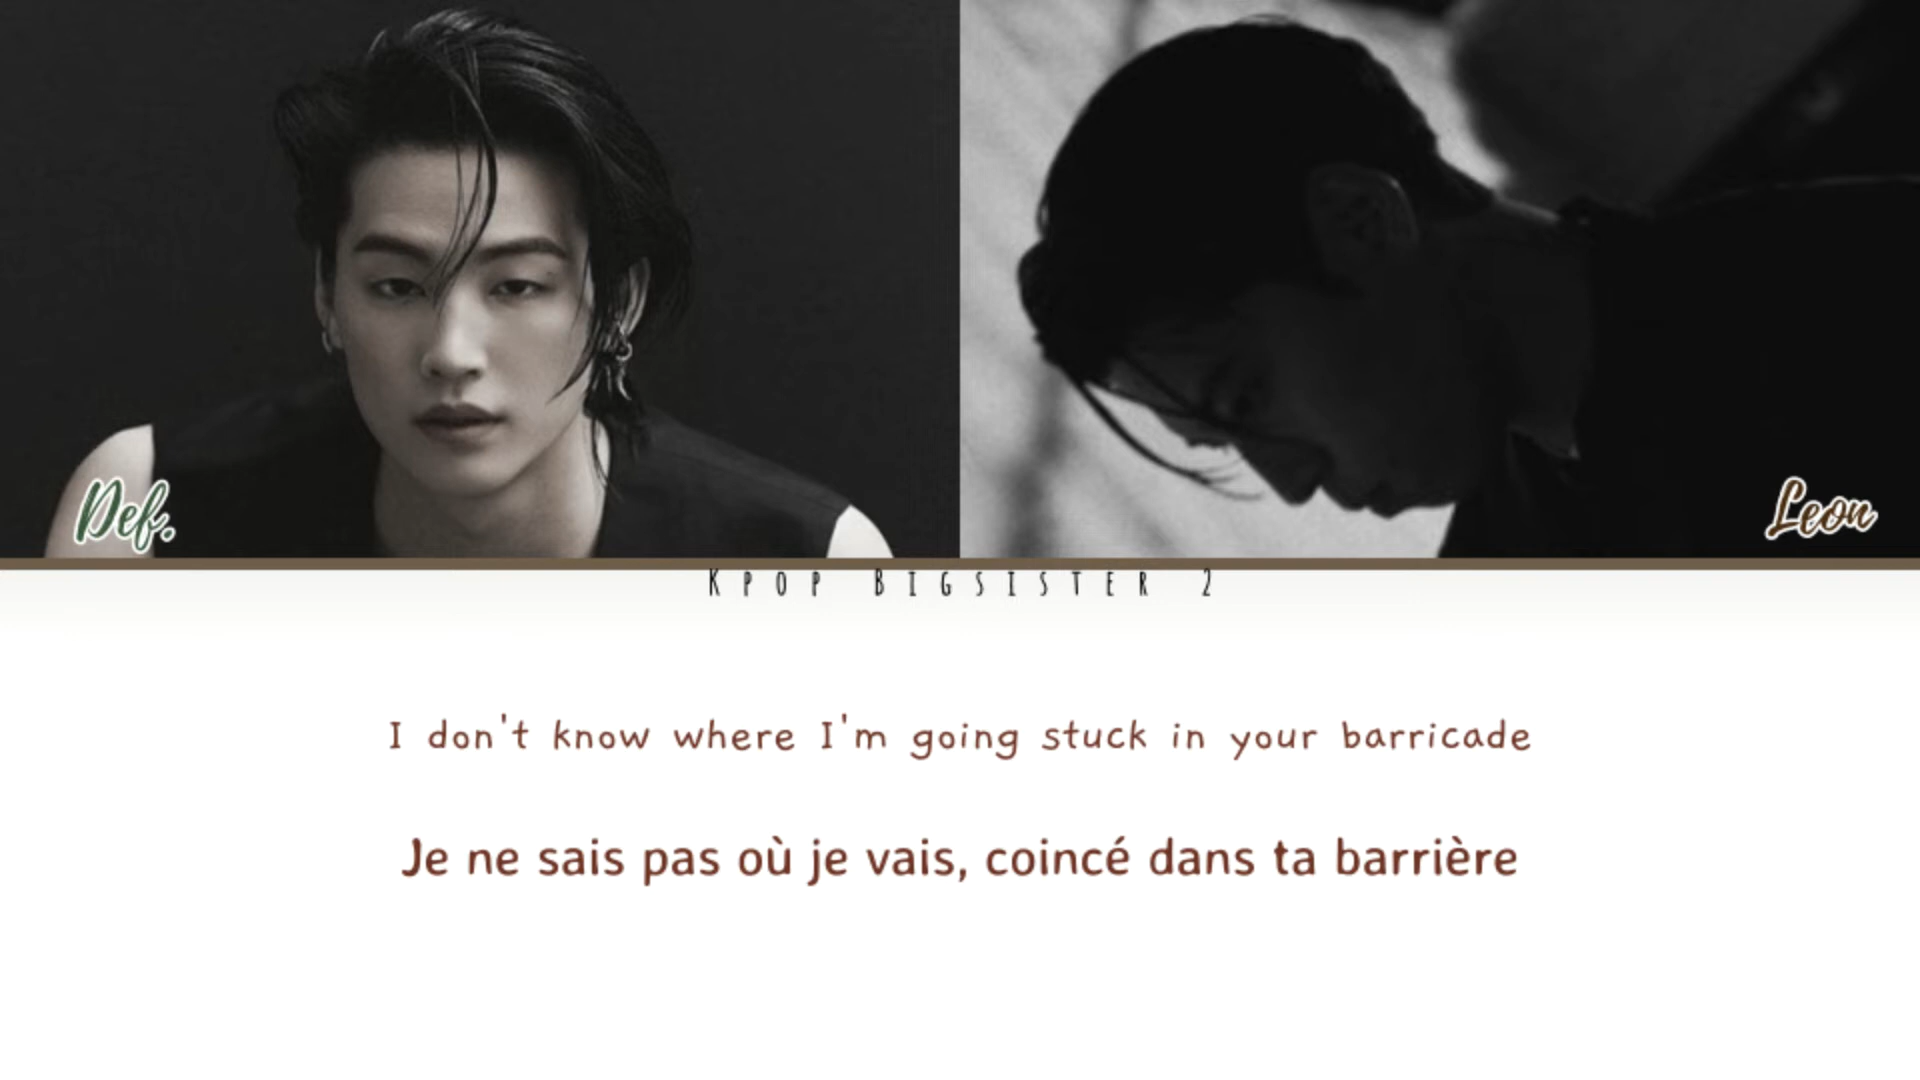 Def.
Leon
Kpop Bigsister 2
I don't know where I'm going stuck in your barricade
Je ne sais pas où je vais, coincé dans ta barrière